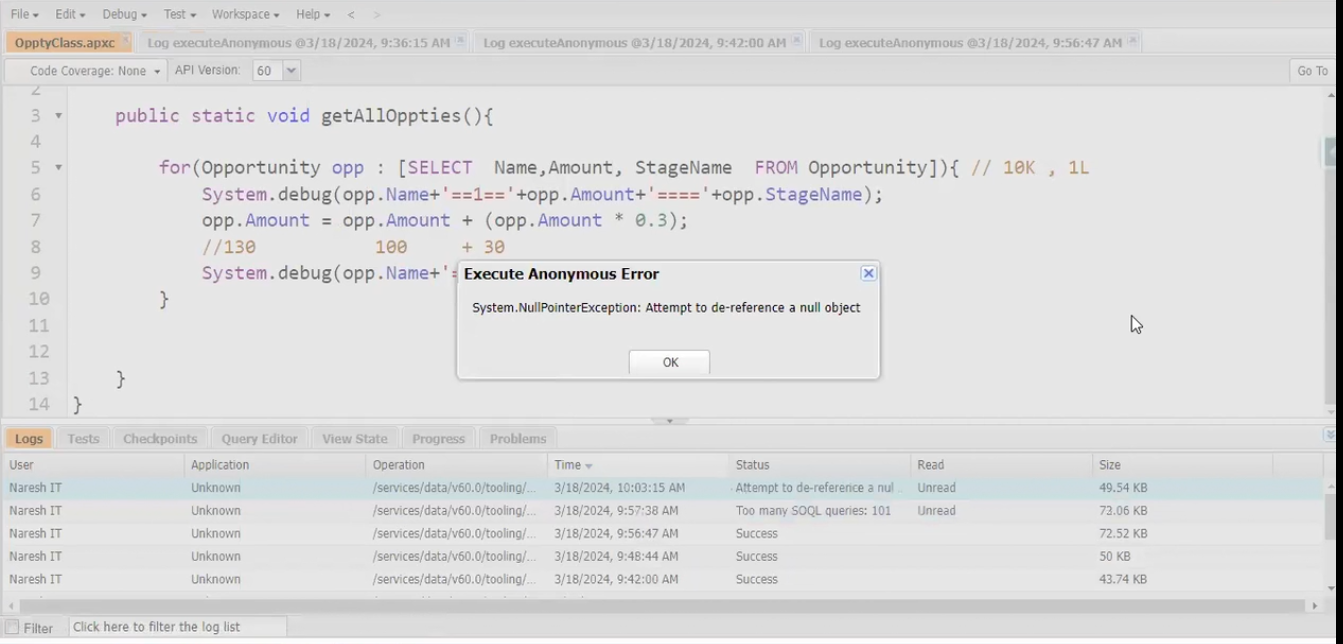 File Edit Debug Test Workspace Help < >
OpptyClass.apxc Log executeAnonymous @3/18/2024, 9:36:15 AM Log executeAnonymous @3/18/2024, 9:42:00 AM Log executeAnonymous @3/18/2024, 9:56:47 AM
Code Coverage: None API Version: 60 Go To
2
3 public static void getAllOppties(){
4
5 for(Opportunity opp : [SELECT Name,Amount, StageName FROM Opportunity]){ // 10K , 1L
6 System.debug(opp.Name+'==1=='+opp.Amount+'===='+opp.StageName);
7 opp.Amount = opp.Amount + (opp.Amount * 0.3);
8 //130 100 + 30
9 System.debug(opp.Name+'=
10 }
11
12
13 }
14 }
Execute Anonymous Error
System.NullPointerException: Attempt to de-reference a null object
OK
Logs Tests Checkpoints Query Editor View State Progress Problems
User Application Operation Time Status Read Size
Naresh IT Unknown /services/data/v60.0/tooling/... 3/18/2024, 10:03:15 AM Attempt to de-reference a nul... Unread 49.54 KB
Naresh IT Unknown /services/data/v60.0/tooling/... 3/18/2024, 9:57:38 AM Too many SOQL queries: 101 Unread 73.06 KB
Naresh IT Unknown /services/data/v60.0/tooling/... 3/18/2024, 9:56:47 AM Success 72.52 KB
Naresh IT Unknown /services/data/v60.0/tooling/... 3/18/2024, 9:48:44 AM Success 50 KB
Naresh IT Unknown /services/data/v60.0/tooling/... 3/18/2024, 9:42:00 AM Success 43.74 KB
Filter Click here to filter the log list